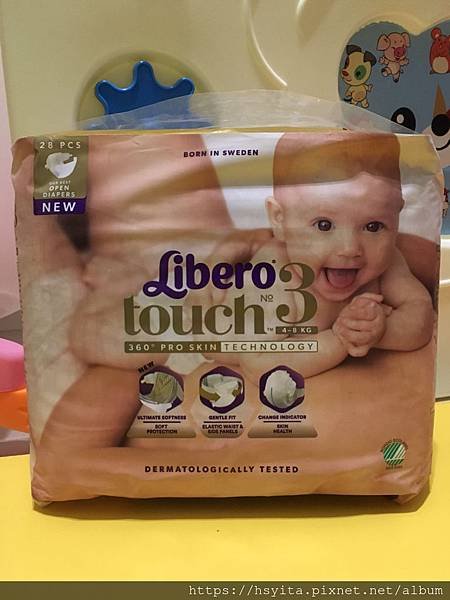 28 PCS
BORN IN SWEDEN
OUR BEST
OPEN
DIAPERS
NEW
Libero®
touch™ Nº 3
4-8 KG
360° PRO SKIN TECHNOLOGY
NEW
ULTIMATE SOFTNESS
SOFT
PROTECTION
GENTLE FIT
ELASTIC WAIST &
SIDE PANELS
CHANGE INDICATOR
SKIN
HEALTH
DERMATOLOGICALLY TESTED
https://hsyita.pixnet.net/album